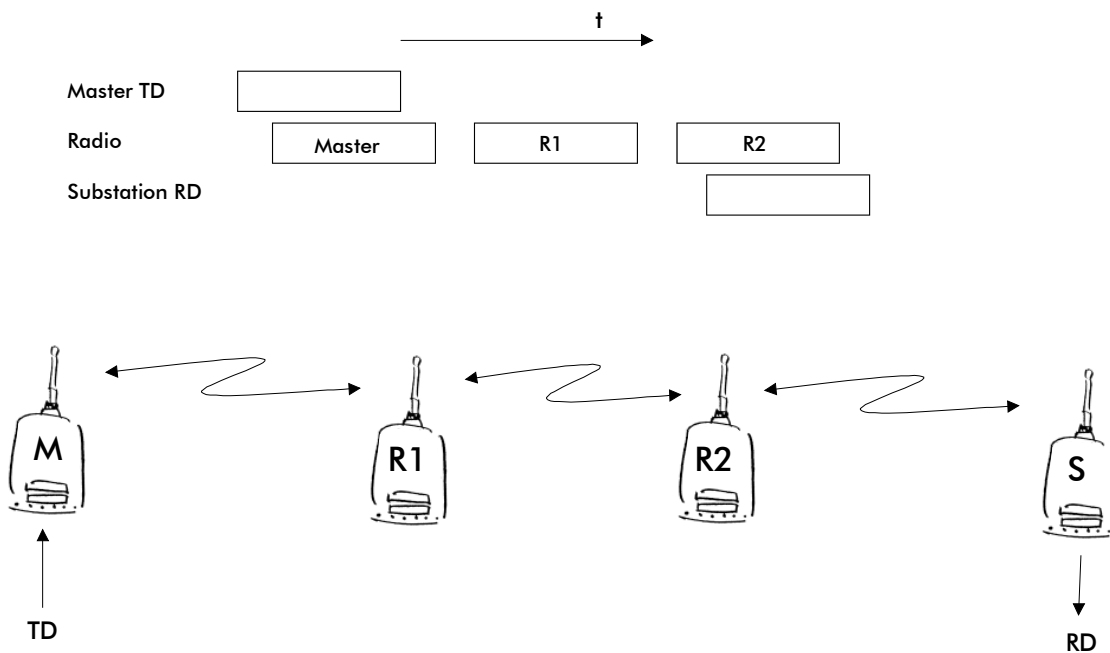 t
Master TD
Radio
Master
R1
R2
Substation RD
M
R1
R2
S
TD
RD